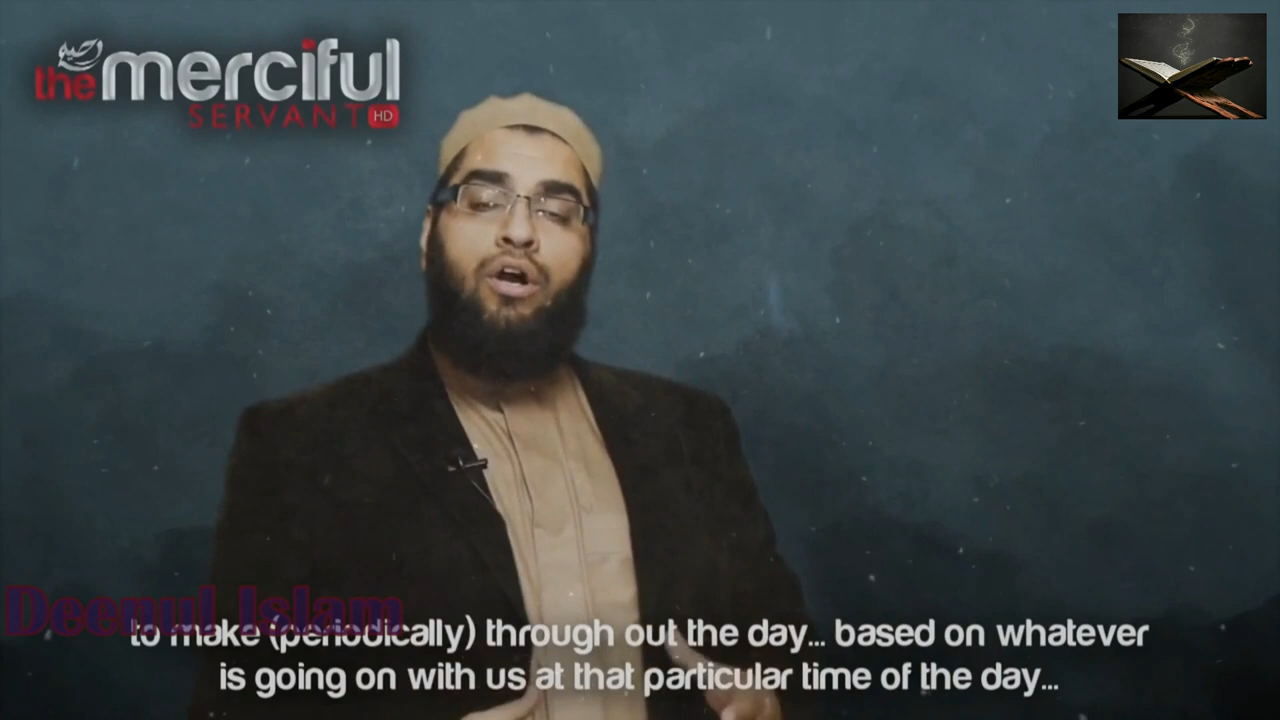 the merciful
SERVANT HD
Deenul Islam
to make (periodically) through out the day... based on whatever
is going on with us at that particular time of the day...